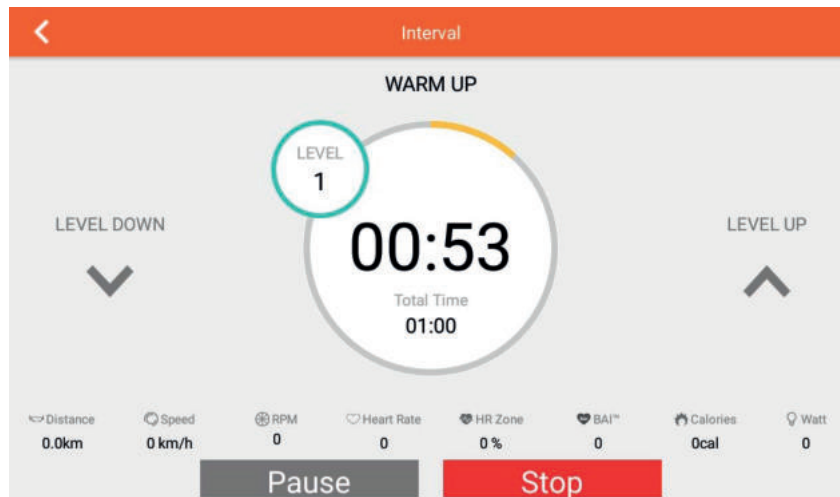 Interval
WARM UP
LEVEL
1
LEVEL DOWN
LEVEL UP
00:53
Total Time
01:00
Distance Speed RPM Heart Rate HR Zone BAI™ Calories Watt
0.0km 0 km/h 0 0 0 % 0 0cal 0
Pause Stop